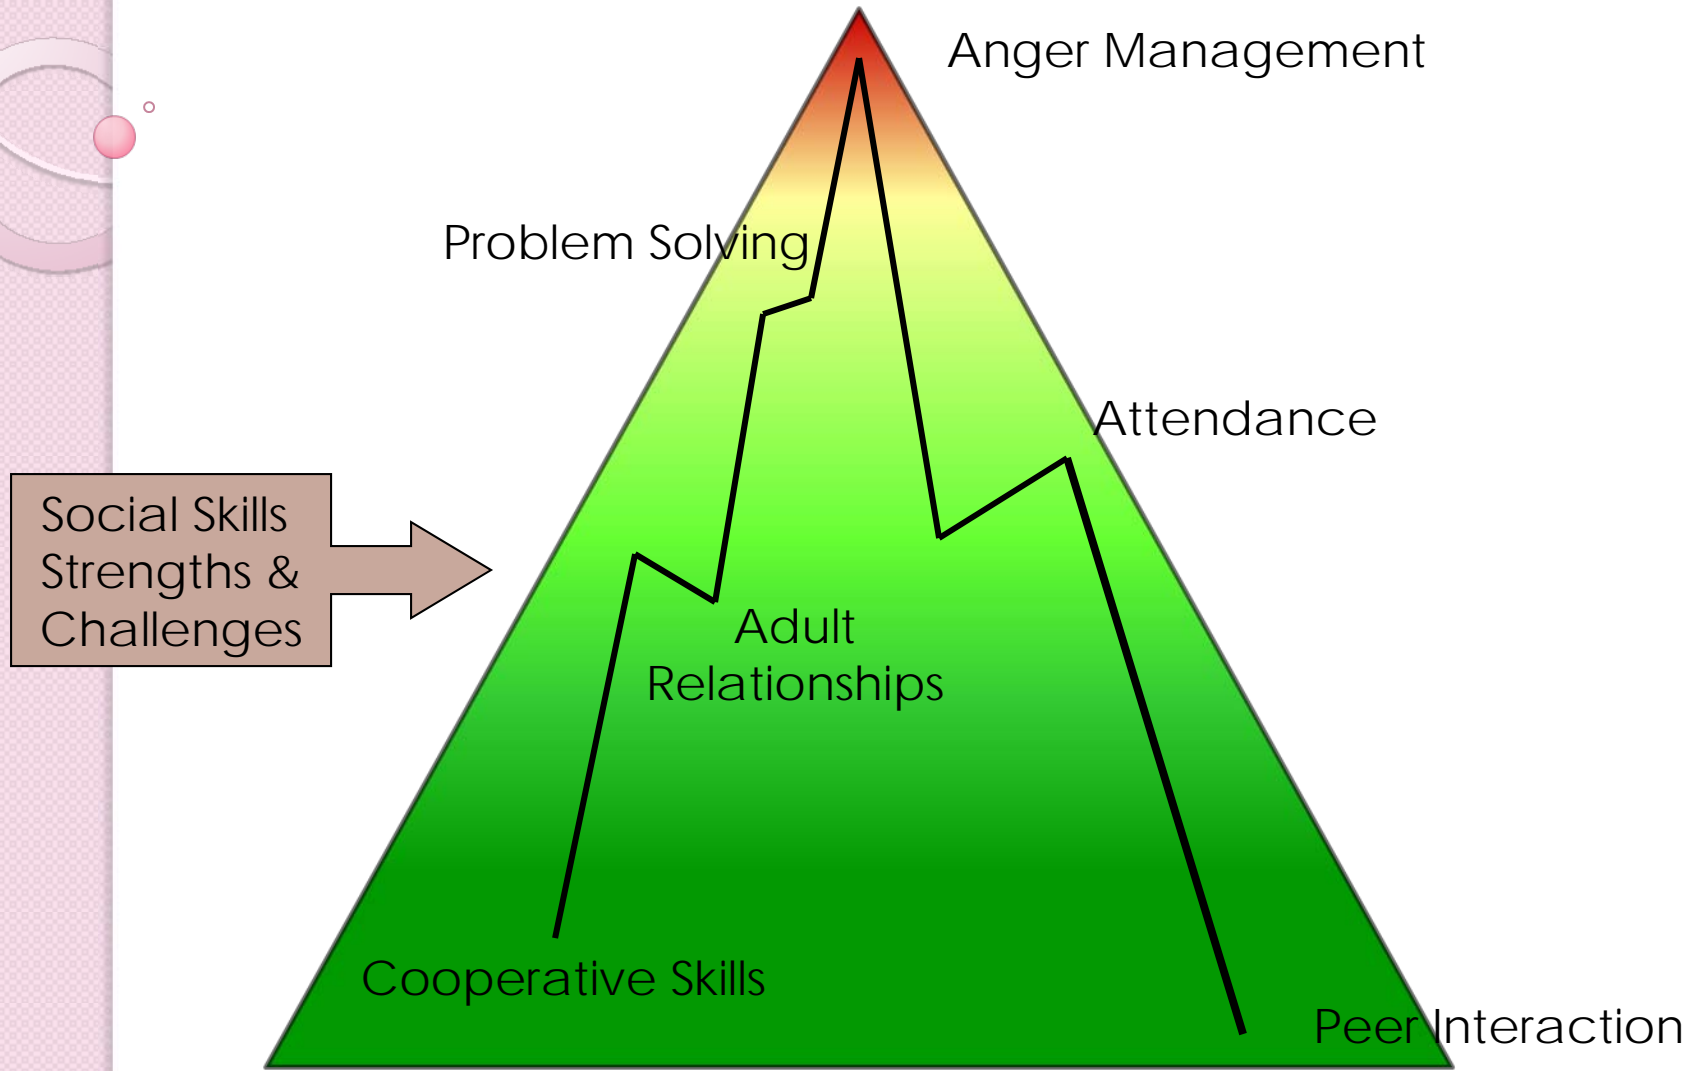 Anger Management
Problem Solving
Attendance
Social Skills
Strengths &
Challenges
Adult
Relationships
Cooperative Skills
Peer Interaction